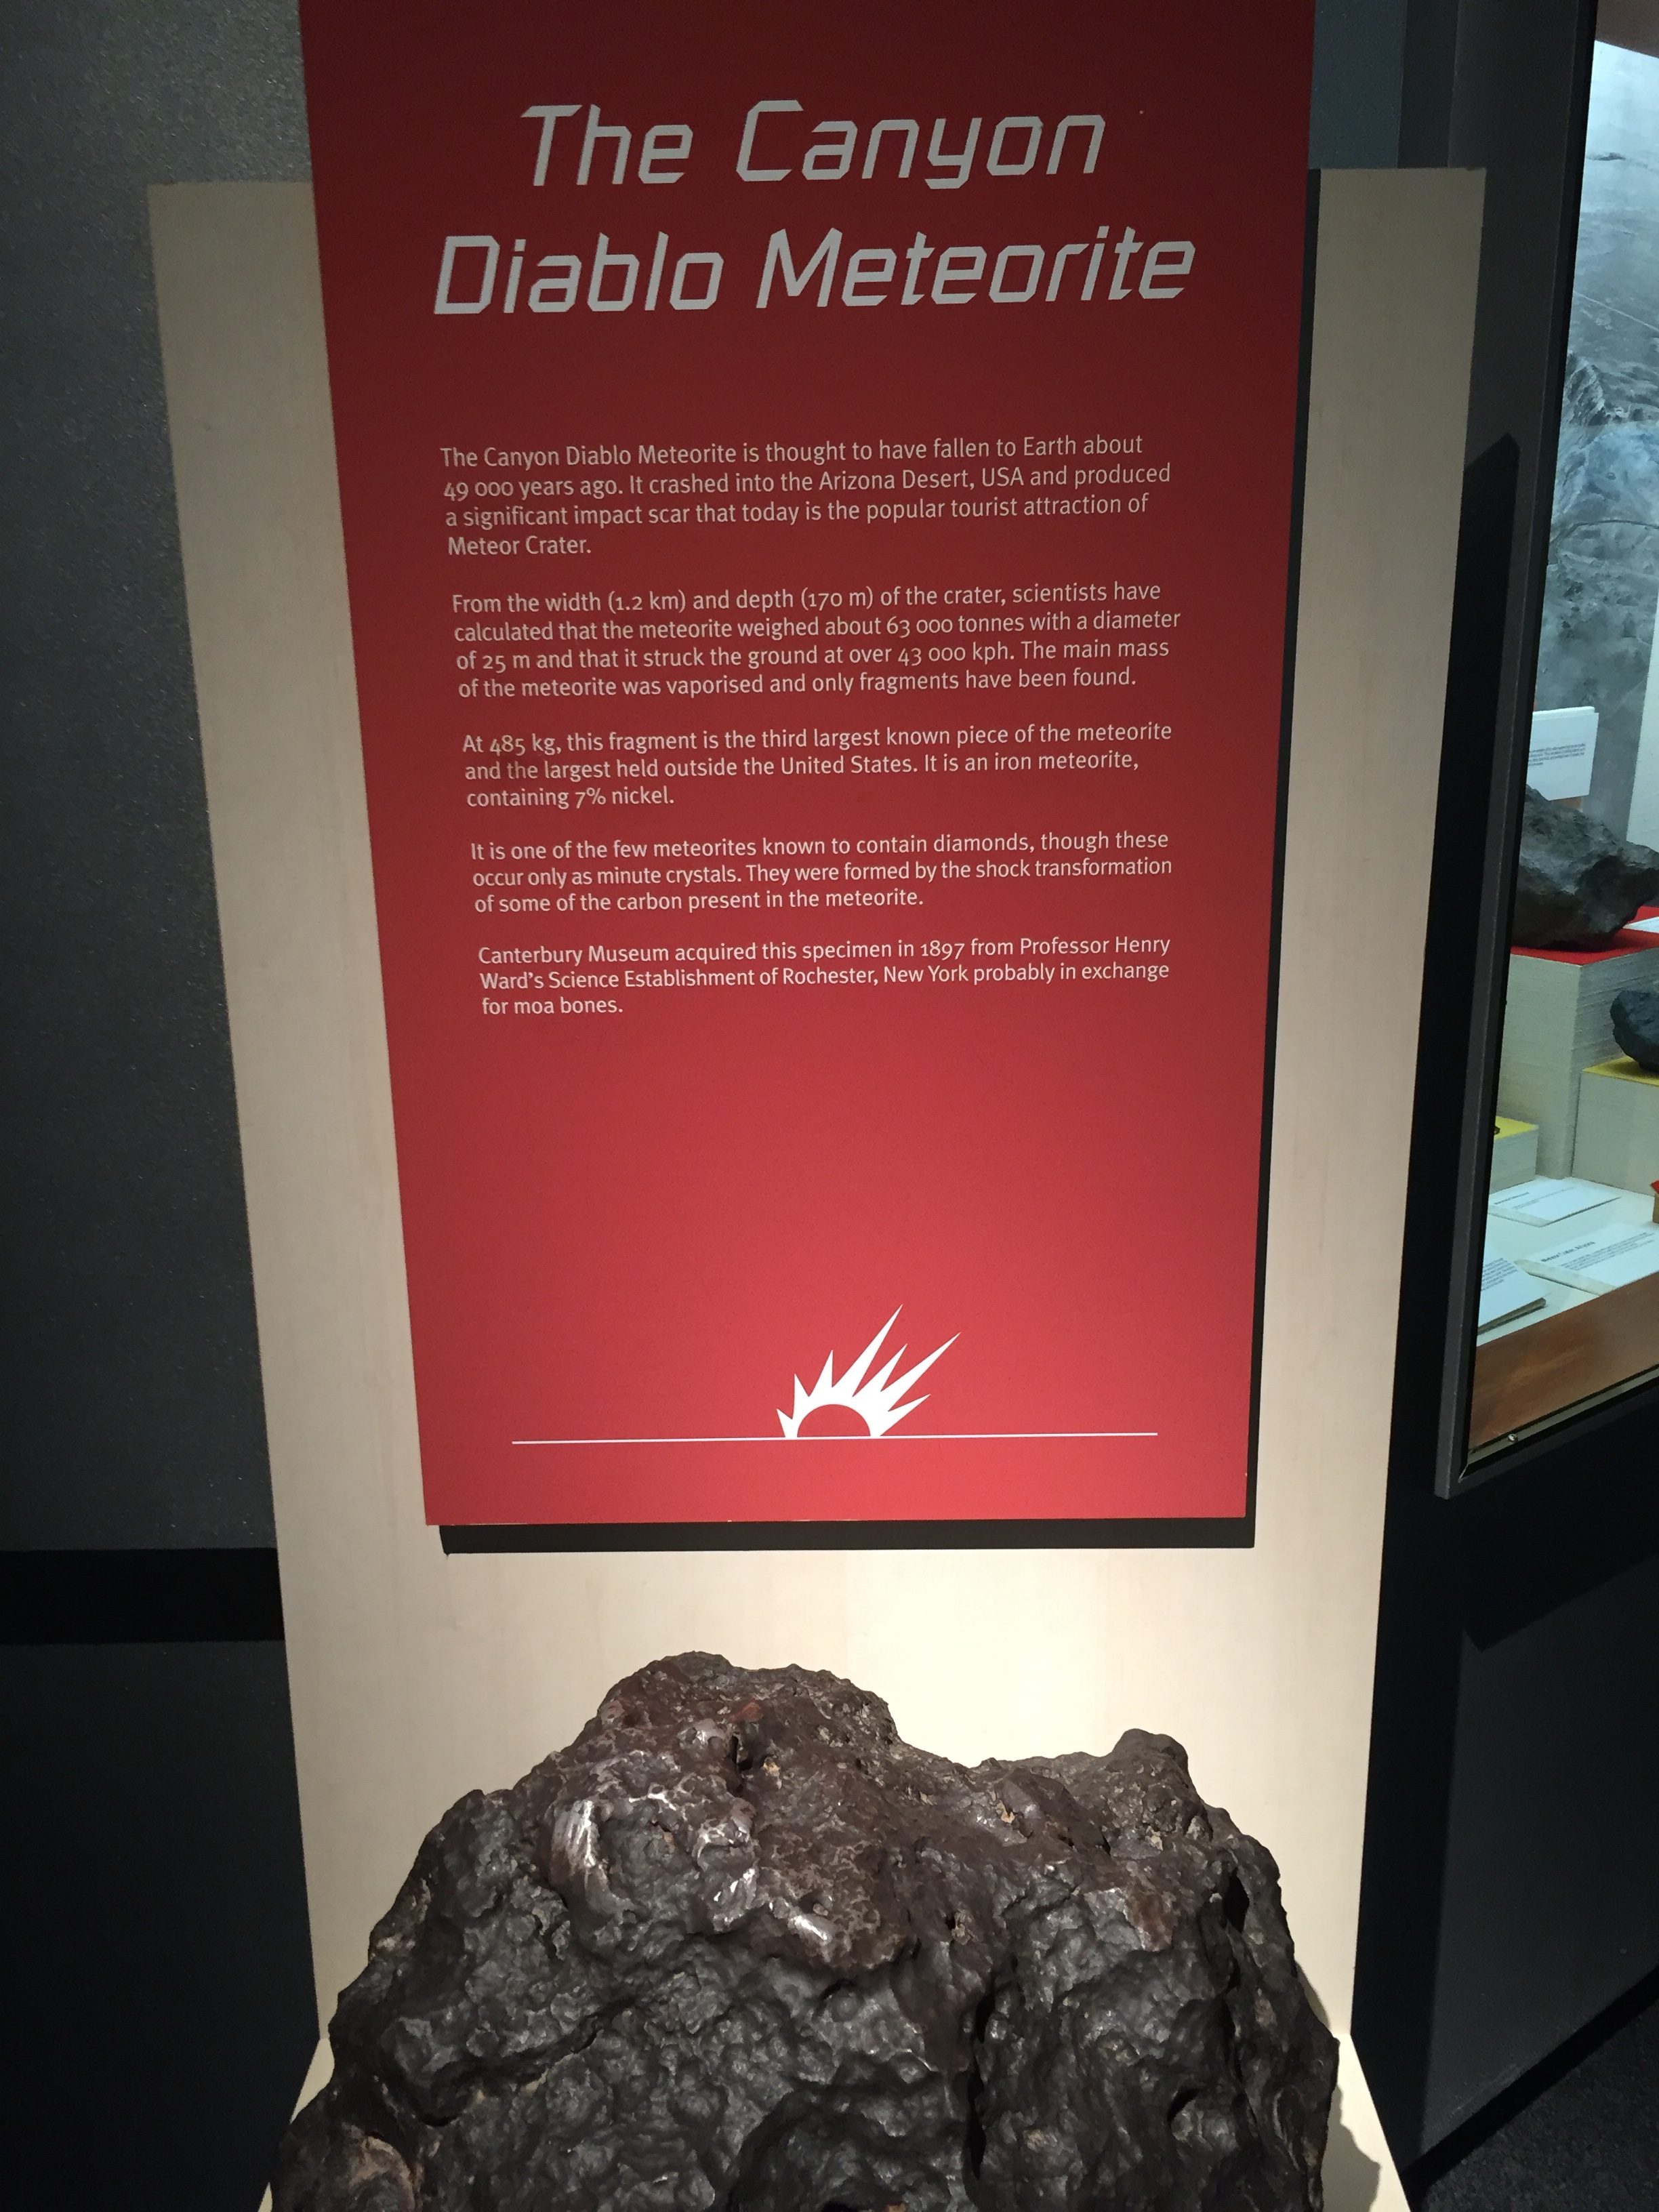 The Canyon
Diablo Meteorite
The Canyon Diablo Meteorite is thought to have fallen to Earth about
49 000 years ago. It crashed into the Arizona Desert, USA and produced
a significant impact scar that today is the popular tourist attraction of
Meteor Crater.
From the width (1.2 km) and depth (170 m) of the crater, scientists have
calculated that the meteorite weighed about 63 000 tonnes with a diameter
of 25 m and that it struck the ground at over 43 000 kph. The main mass
of the meteorite was vaporised and only fragments have been found.
At 485 kg, this fragment is the third largest known piece of the meteorite
and the largest held outside the United States. It is an iron meteorite,
containing 7% nickel.
It is one of the few meteorites known to contain diamonds, though these
occur only as minute crystals. They were formed by the shock transformation
of some of the carbon present in the meteorite.
Canterbury Museum acquired this specimen in 1897 from Professor Henry
Ward's Science Establishment of Rochester, New York probably in exchange
for moa bones.